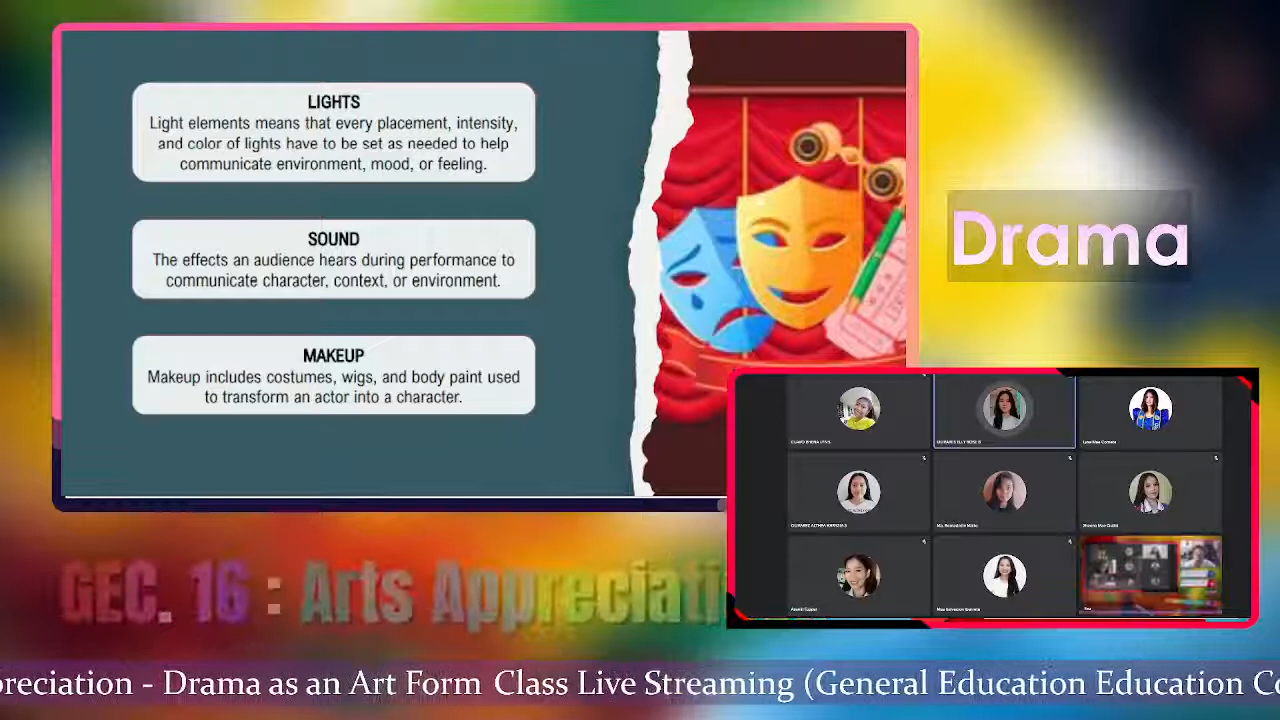 LIGHTS
Light elements means that every placement, intensity,
and color of lights have to be set as needed to help
communicate environment, mood, or feeling.
SOUND
The effects an audience hears during performance to
communicate character, context, or environment.
MAKEUP
Makeup includes costumes, wigs, and body paint used
to transform an actor into a character.
Drama
GEC. 16 : Arts Appreciati
preciation - Drama as an Art Form Class Live Streaming (General Education Education Co